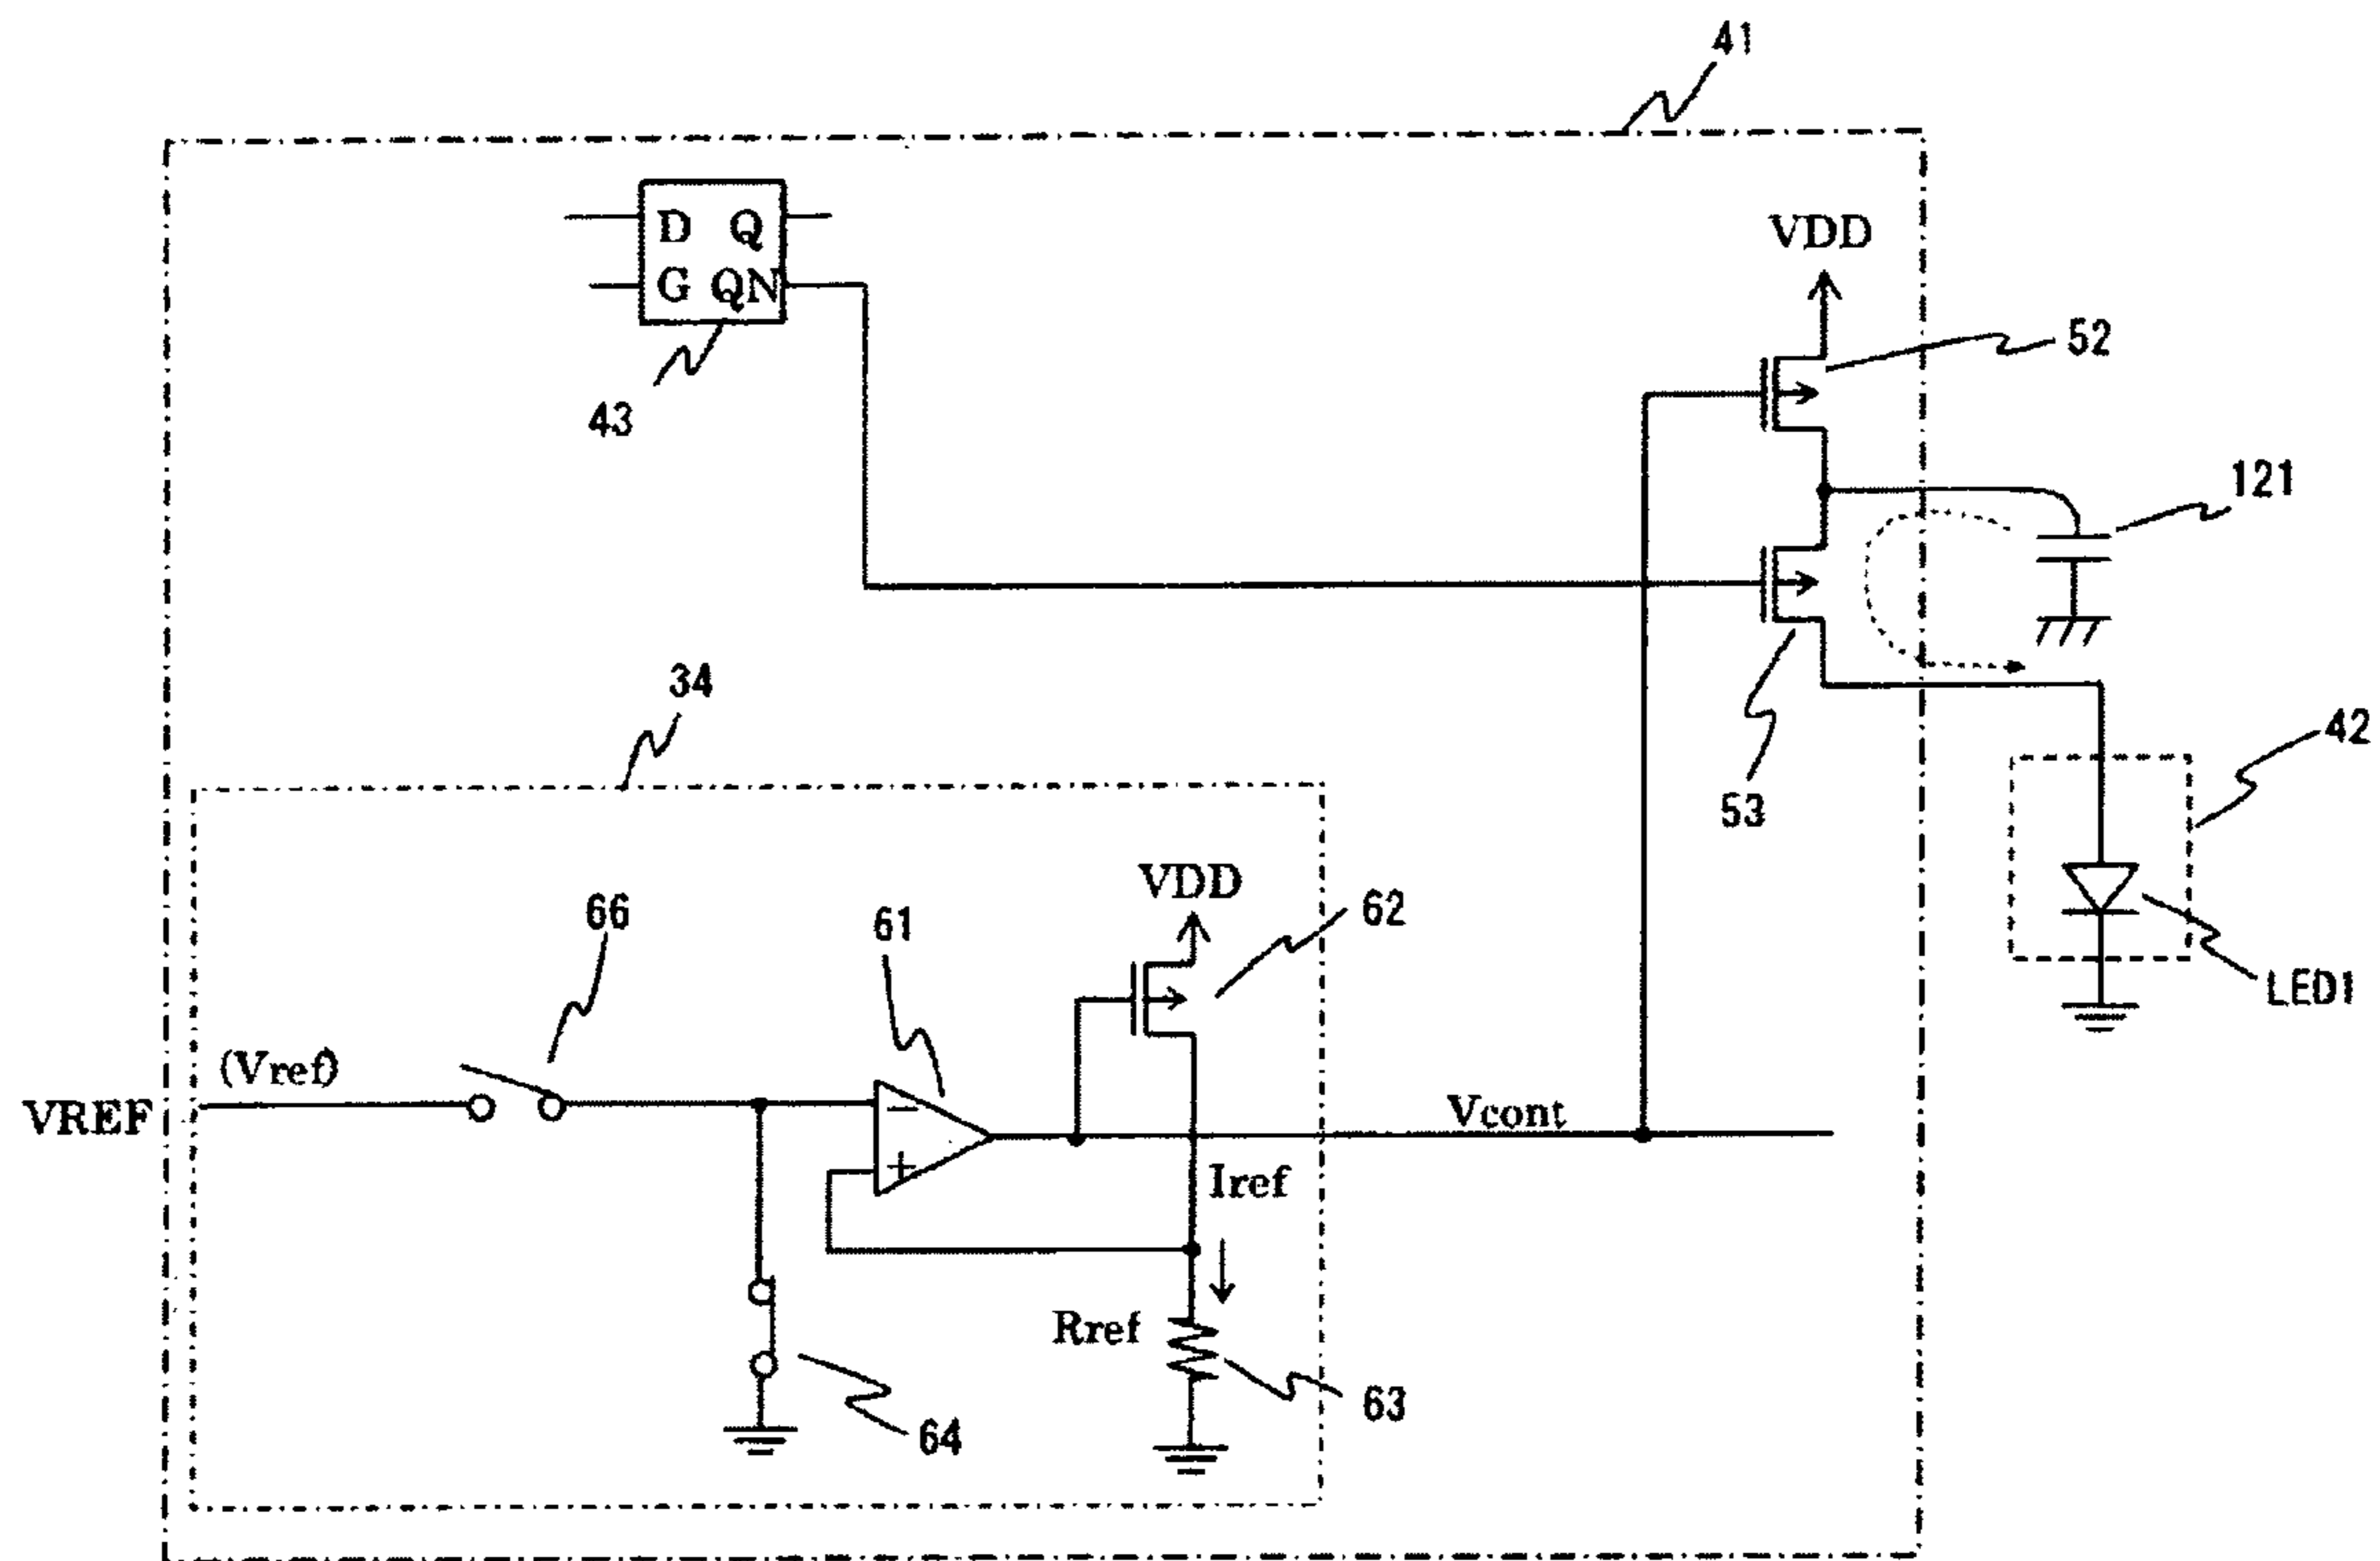 41
D Q
G QN
43
VDD
52
121
53
34
42
LED1
VDD
62
66
61
(Vref)
VREF
Vcont
Iref
Rref
63
64